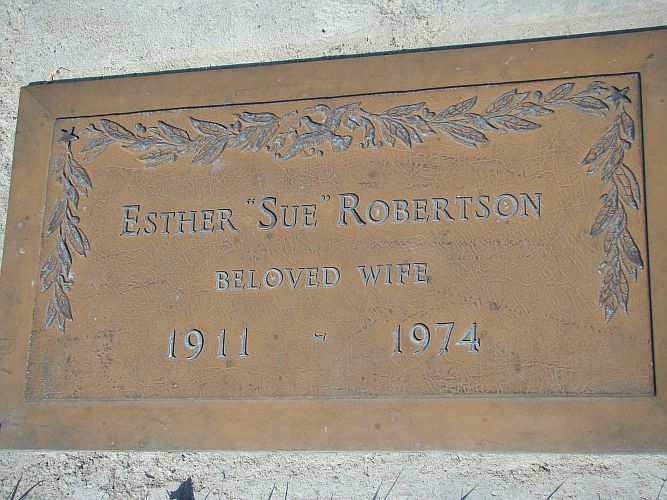 Esther "Sue" Robertson
Beloved Wife
1911 - 1974